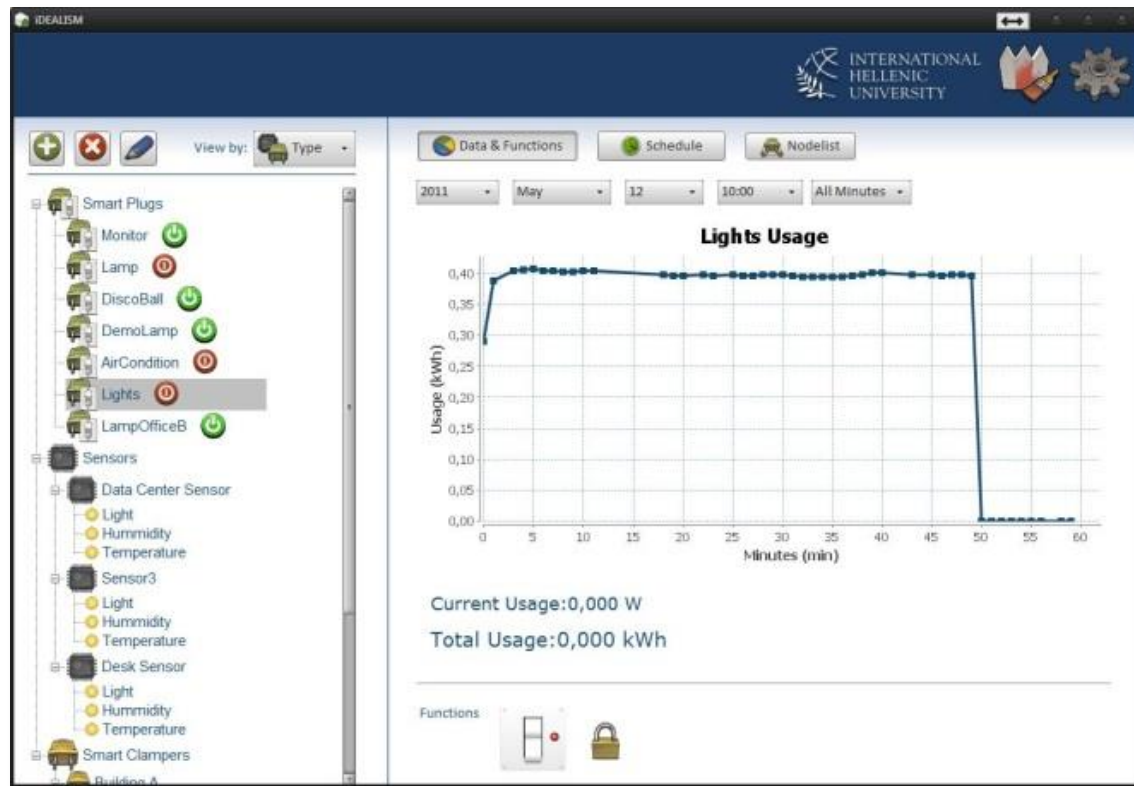 iDEALISM
INTERNATIONAL
HELLENIC
UNIVERSITY
View by: Type
Smart Plugs
Monitor
Lamp
DiscoBall
DemoLamp
AirCondition
Lights
LampOfficeB
Sensors
Data Center Sensor
Light
Hummidity
Temperature
Sensor3
Light
Hummidity
Temperature
Desk Sensor
Light
Hummidity
Temperature
Smart Clampers
Building A
Data & Functions Schedule Nodelist
2011 May 12 10:00 All Minutes
Lights Usage
Usage (kWh)
0,40
0,35
0,30
0,25
0,20
0,15
0,10
0,05
0,00
0 5 10 15 20 25 30 35 40 45 50 55 60
Minutes (min)
Current Usage:0,000 W
Total Usage:0,000 kWh
Functions